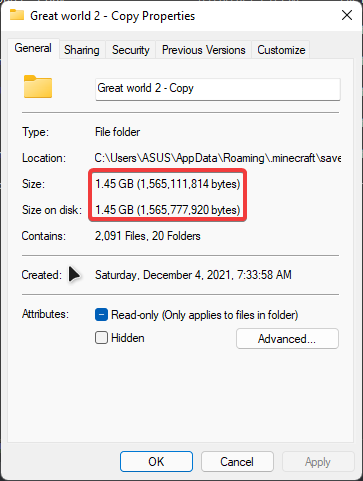 Great world 2 - Copy Properties
General Sharing Security Previous Versions Customize
Great world 2 - Copy
Type: File folder
Location: C:\Users\ASUS\AppData\Roaming\.minecraft\save
Size: 1.45 GB (1,565,111,814 bytes)
Size on disk: 1.45 GB (1,565,777,920 bytes)
Contains: 2,091 Files, 20 Folders
Created: Saturday, December 4, 2021, 7:33:58 AM
Attributes: Read-only (Only applies to files in folder)
Hidden Advanced...
OK Cancel Apply